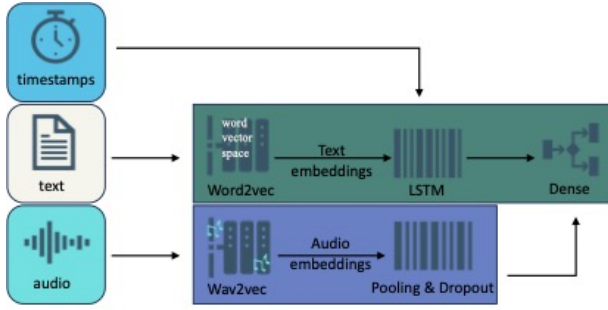 timestamps
text
word
vector
space
Word2vec
Text
embeddings
LSTM
Dense
audio
Wav2vec
Audio
embeddings
Pooling & Dropout